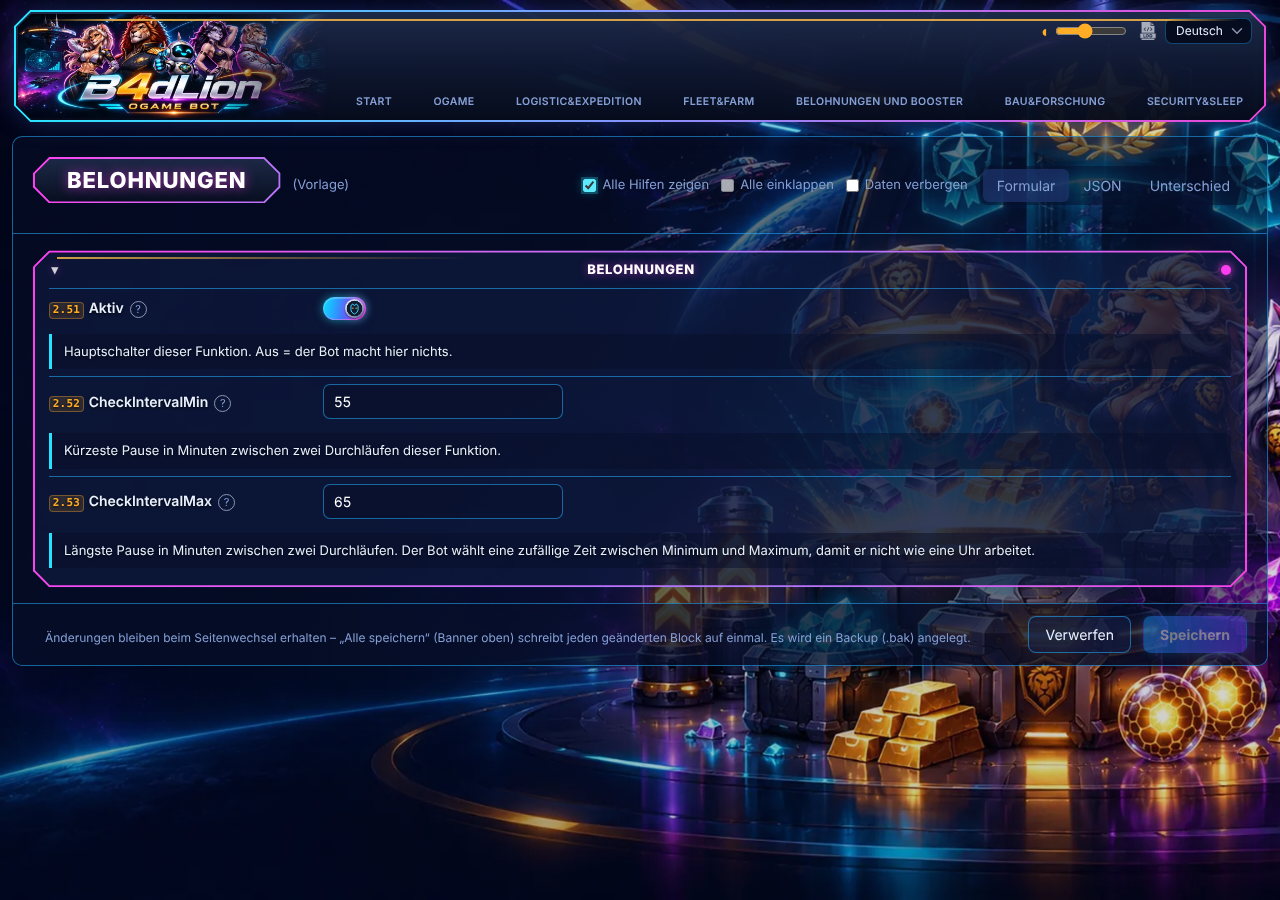 B4dLion
OGAME BOT
Deutsch
START OGAME LOGISTIC&EXPEDITION FLEET&FARM BELOHNUNGEN UND BOOSTER BAU&FORSCHUNG SECURITY&SLEEP
BELOHNUNGEN (Vorlage) Alle Hilfen zeigen Alle einklappen Daten verbergen Formular JSON Unterschied
▼ BELOHNUNGEN
2.51 Aktiv ?
Hauptschalter dieser Funktion. Aus = der Bot macht hier nichts.
2.52 CheckIntervalMin ? 55
Kürzeste Pause in Minuten zwischen zwei Durchläufen dieser Funktion.
2.53 CheckIntervalMax ? 65
Längste Pause in Minuten zwischen zwei Durchläufen. Der Bot wählt eine zufällige Zeit zwischen Minimum und Maximum, damit er nicht wie eine Uhr arbeitet.
Änderungen bleiben beim Seitenwechsel erhalten – „Alle speichern“ (Banner oben) schreibt jeden geänderten Block auf einmal. Es wird ein Backup (.bak) angelegt. Verwerfen Speichern